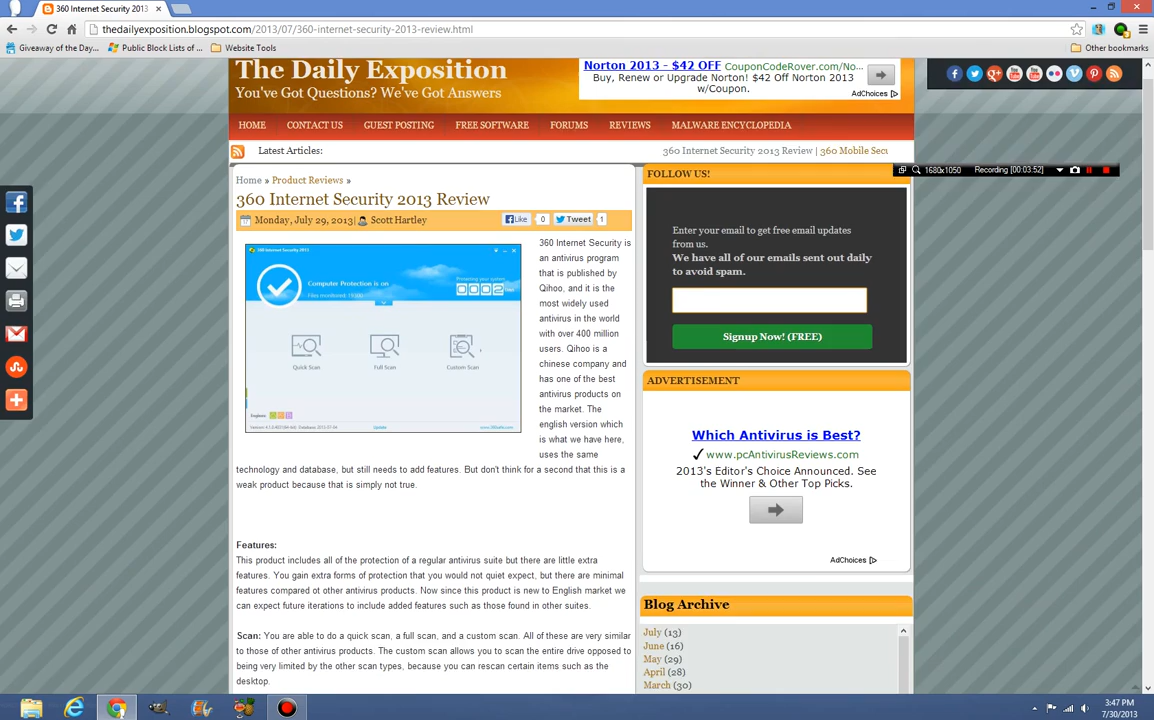 360 Internet Security 2013
thedailyexposition.blogspot.com/2013/07/360-internet-security-2013-review.html
Giveaway of the Day...
Public Block Lists of ...
Website Tools
Other bookmarks
The Daily Exposition
You've Got Questions? We've Got Answers
Norton 2013 - $42 OFF CouponCodeRover.com/No...
Buy, Renew or Upgrade Norton! $42 Off Norton 2013
w/Coupon.
AdChoices
HOME
CONTACT US
GUEST POSTING
FREE SOFTWARE
FORUMS
REVIEWS
MALWARE ENCYCLOPEDIA
Latest Articles:
360 Internet Security 2013 Review | 360 Mobile Secu
1680x1050
Recording [00:03:52]
Home » Product Reviews »
360 Internet Security 2013 Review
Monday, July 29, 2013|
Scott Hartley
Like 0
Tweet 1
360 Internet Security 2013
Computer Protection is on
Files monitored:
Protecting your system
0002
Quick Scan
Full Scan
Custom Scan
Engines:
Update
www.360safe.com
360 Internet Security is
an antivirus program
that is published by
Qihoo, and it is the
most widely used
antivirus in the world
with over 400 million
users. Qihoo is a
chinese company and
has one of the best
antivirus products on
the market. The
english version which
is what we have here,
uses the same
technology and database, but still needs to add features. But don't think for a second that this is a
weak product because that is simply not true.
Features:
This product includes all of the protection of a regular antivirus suite but there are little extra
features. You gain extra forms of protection that you would not quiet expect, but there are minimal
features compared ot other antivirus products. Now since this product is new to English market we
can expect future iterations to include added features such as those found in other suites.
Scan: You are able to do a quick scan, a full scan, and a custom scan. All of these are very similar
to those of other antivirus products. The custom scan allows you to scan the entire drive opposed to
being very limited by the other scan types, because you can rescan certain items such as the
desktop.
FOLLOW US!
Enter your email to get free email updates
from us.
We have all of our emails sent out daily
to avoid spam.
Signup Now! (FREE)
ADVERTISEMENT
Which Antivirus is Best?
www.pcAntivirusReviews.com
2013's Editor's Choice Announced. See
the Winner & Other Top Picks.
AdChoices
Blog Archive
July (13)
June (16)
May (29)
April (28)
March (30)
3:47 PM
7/30/2013